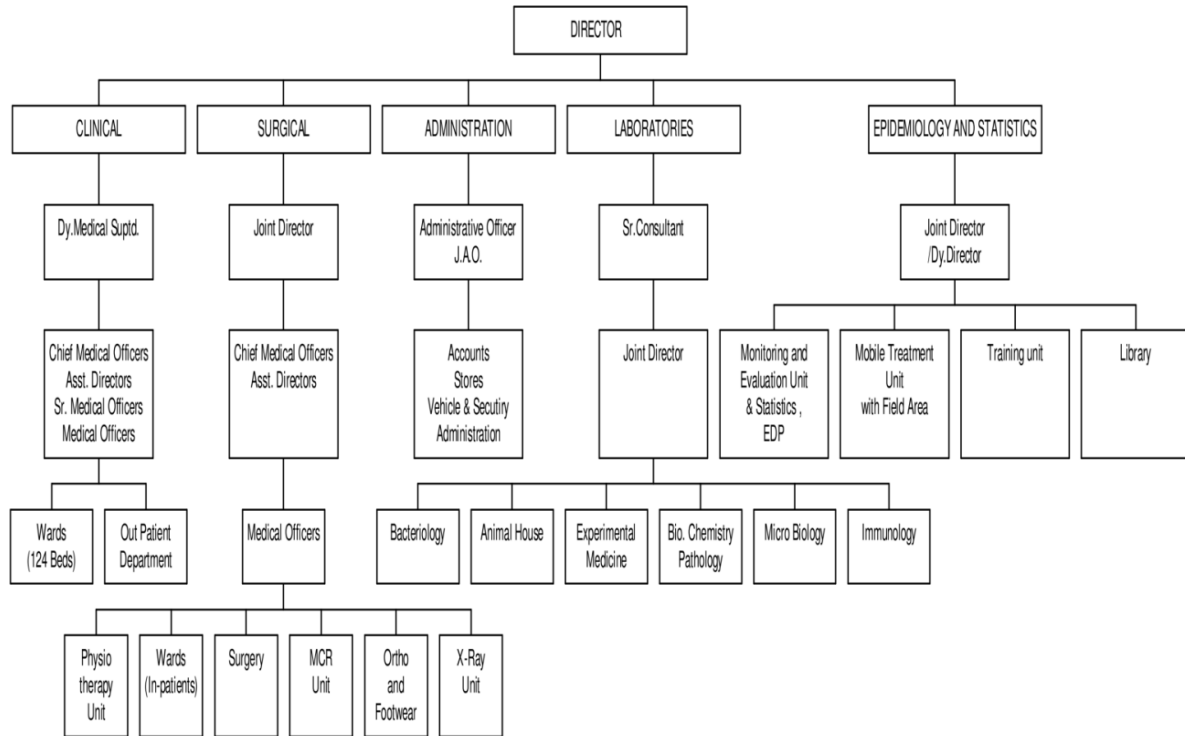 DIRECTOR
CLINICAL
SURGICAL
ADMINISTRATION
LABORATORIES
EPIDEMIOLOGY AND STATISTICS
Dy.Medical Suptd.
Joint Director
Administrative Officer
J.A.O.
Sr.Consultant
Joint Director
/Dy.Director
Chief Medical Officers
Asst. Directors
Sr. Medical Officers
Medical Officers
Chief Medical Officers
Asst. Directors
Accounts
Stores
Vehicle & Secutiry
Administration
Joint Director
Monitoring and
Evaluation Unit
& Statistics ,
EDP
Mobile Treatment
Unit
with Field Area
Training unit
Library
Wards
(124 Beds)
Out Patient
Department
Medical Officers
Bacteriology
Animal House
Experimental
Medicine
Bio. Chemistry
Pathology
Micro Biology
Immunology
Physio
therapy
Unit
Wards
(In-patients)
Surgery
MCR
Unit
Orto
and
Footwear
X-Ray
Unit